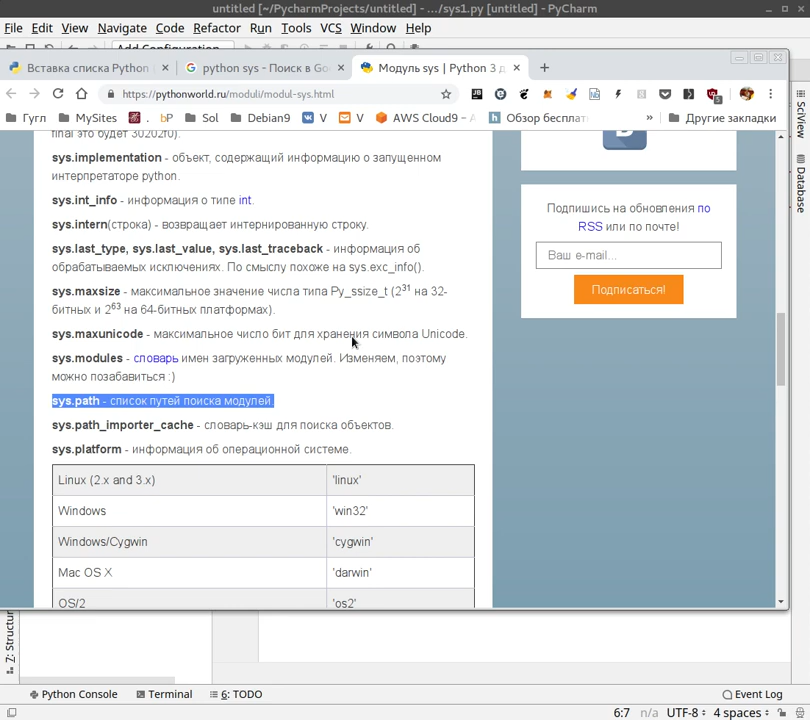 untitled [~/PycharmProjects/untitled] - .../sys1.py [untitled] - PyCharm
File Edit View Navigate Code Refactor Run Tools VCS Window Help
Add Configuration...
Вставка списка Python |
python sys - Поиск в Go
Модуль sys | Python 3 д
https://pythonworld.ru/moduli/modul-sys.html
Гугл MySites Sol Debian9 V V AWS Cloud9 – A Обзор бесплат » Другие закладки
final это будет 30202f0).
sys.implementation - объект, содержащий информацию о запущенном
интерпретаторе python.
sys.int_info - информация о типе int.
sys.intern(строка) - возвращает интернированную строку.
sys.last_type, sys.last_value, sys.last_traceback - информация об
обрабатываемых исключениях. По смыслу похоже на sys.exc_info().
sys.maxsize - максимальное значение числа типа Py_ssize_t (2³¹ на 32-
битных и 2⁶³ на 64-битных платформах).
sys.maxunicode - максимальное число бит для хранения символа Unicode.
sys.modules - словарь имен загруженных модулей. Изменяем, поэтому
можно позабавиться :)
sys.path - список путей поиска модулей.
sys.path_importer_cache - словарь-кэш для поиска объектов.
sys.platform - информация об операционной системе.
Linux (2.x and 3.x) 'linux'
Windows 'win32'
Windows/Cygwin 'cygwin'
Mac OS X 'darwin'
OS/2 'os2'
Подпишись на обновления по
RSS или по почте!
Ваш e-mail...
Подписаться!
SciView
Database
Z: Structur
Python Console Terminal 6: TODO Event Log
6:7 n/a UTF-8 4 spaces